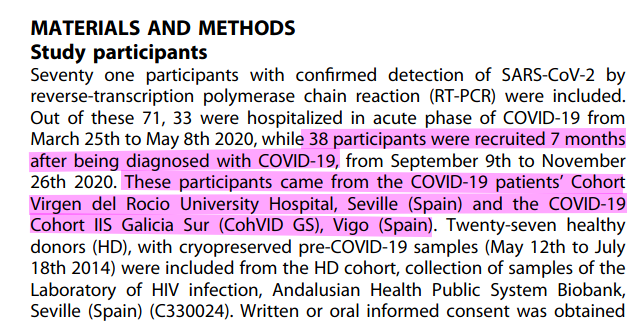 MATERIALS AND METHODS
Study participants
Seventy one participants with confirmed detection of SARS-CoV-2 by
reverse-transcription polymerase chain reaction (RT-PCR) were included.
Out of these 71, 33 were hospitalized in acute phase of COVID-19 from
March 25th to May 8th 2020, while 38 participants were recruited 7 months
after being diagnosed with COVID-19, from September 9th to November
26th 2020. These participants came from the COVID-19 patients’ Cohort
Virgen del Rocio University Hospital, Seville (Spain) and the COVID-19
Cohort IIS Galicia Sur (CohVID GS), Vigo (Spain). Twenty-seven healthy
donors (HD), with cryopreserved pre-COVID-19 samples (May 12th to July
18th 2014) were included from the HD cohort, collection of samples of the
Laboratory of HIV infection, Andalusian Health Public System Biobank,
Seville (Spain) (C330024). Written or oral informed consent was obtained